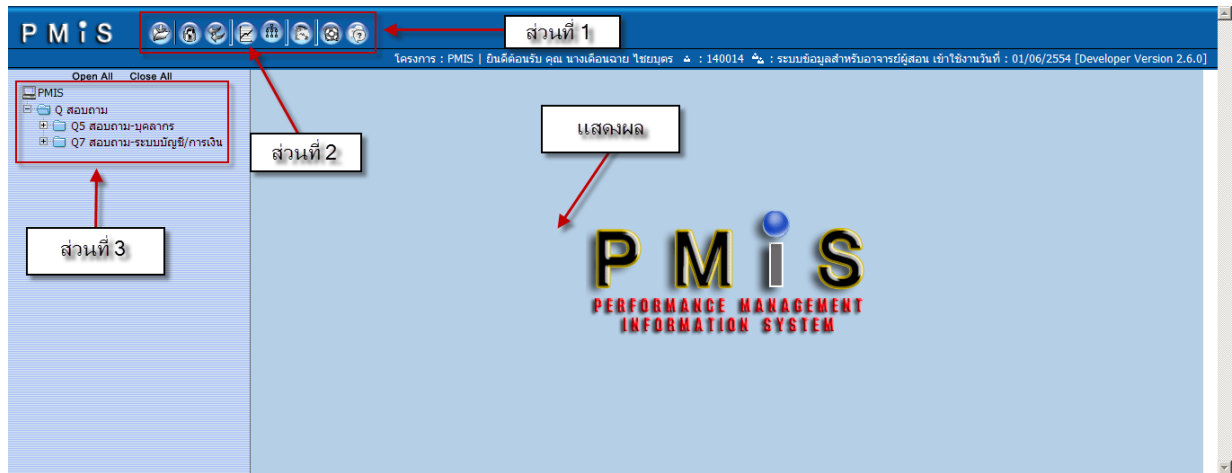 P M i S
ส่วนที่ 1
โครงการ : PMIS | ยินดีต้อนรับ คุณ นางเดือนฉาย ไชยบุตร : 140014 : ระบบข้อมูลสำหรับอาจารย์ผู้สอน เข้าใช้งานวันที่ : 01/06/2554 [Developer Version 2.6.0]
Open All Close All
PMIS
Q สอบถาม
Q5 สอบถาม-บุคลากร
Q7 สอบถาม-ระบบบัญชี/การเงิน
ส่วนที่ 2
แสดงผล
ส่วนที่ 3
P M i S
PERFORMANCE MANAGEMENT
INFORMATION SYSTEM